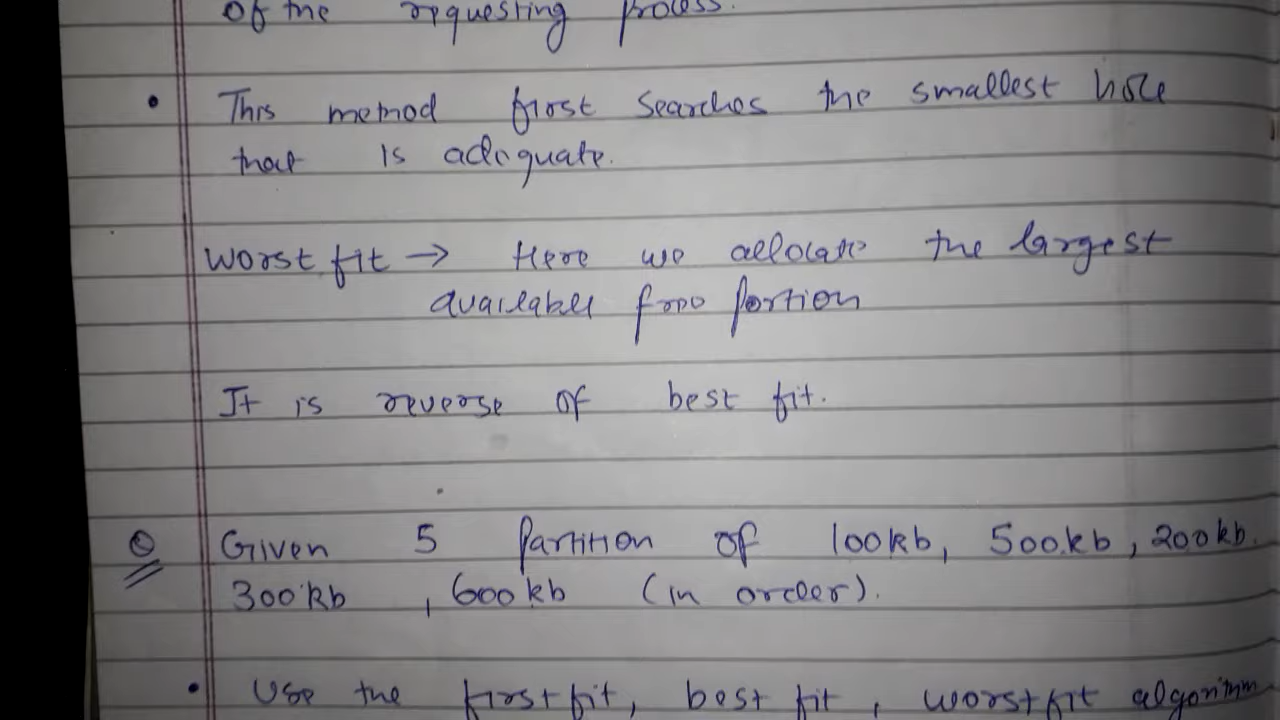 of the requesting process.
• This method first searches the smallest hole
that is adequate.
Worst fit → Here we allocate the largest
available free portion
It is reverse of best fit.
Q Given 5 Partition of 100kb, 500kb, 200kb
300kb , 600kb (in order).
• Use the first fit, best fit, worst fit algorithm